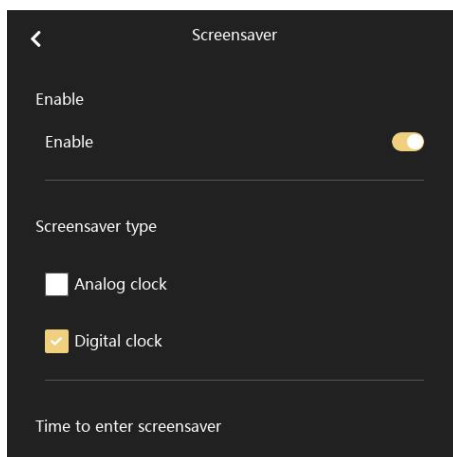 Screensaver
Enable
Enable
Screensaver type
Analog clock
Digital clock
Time to enter screensaver